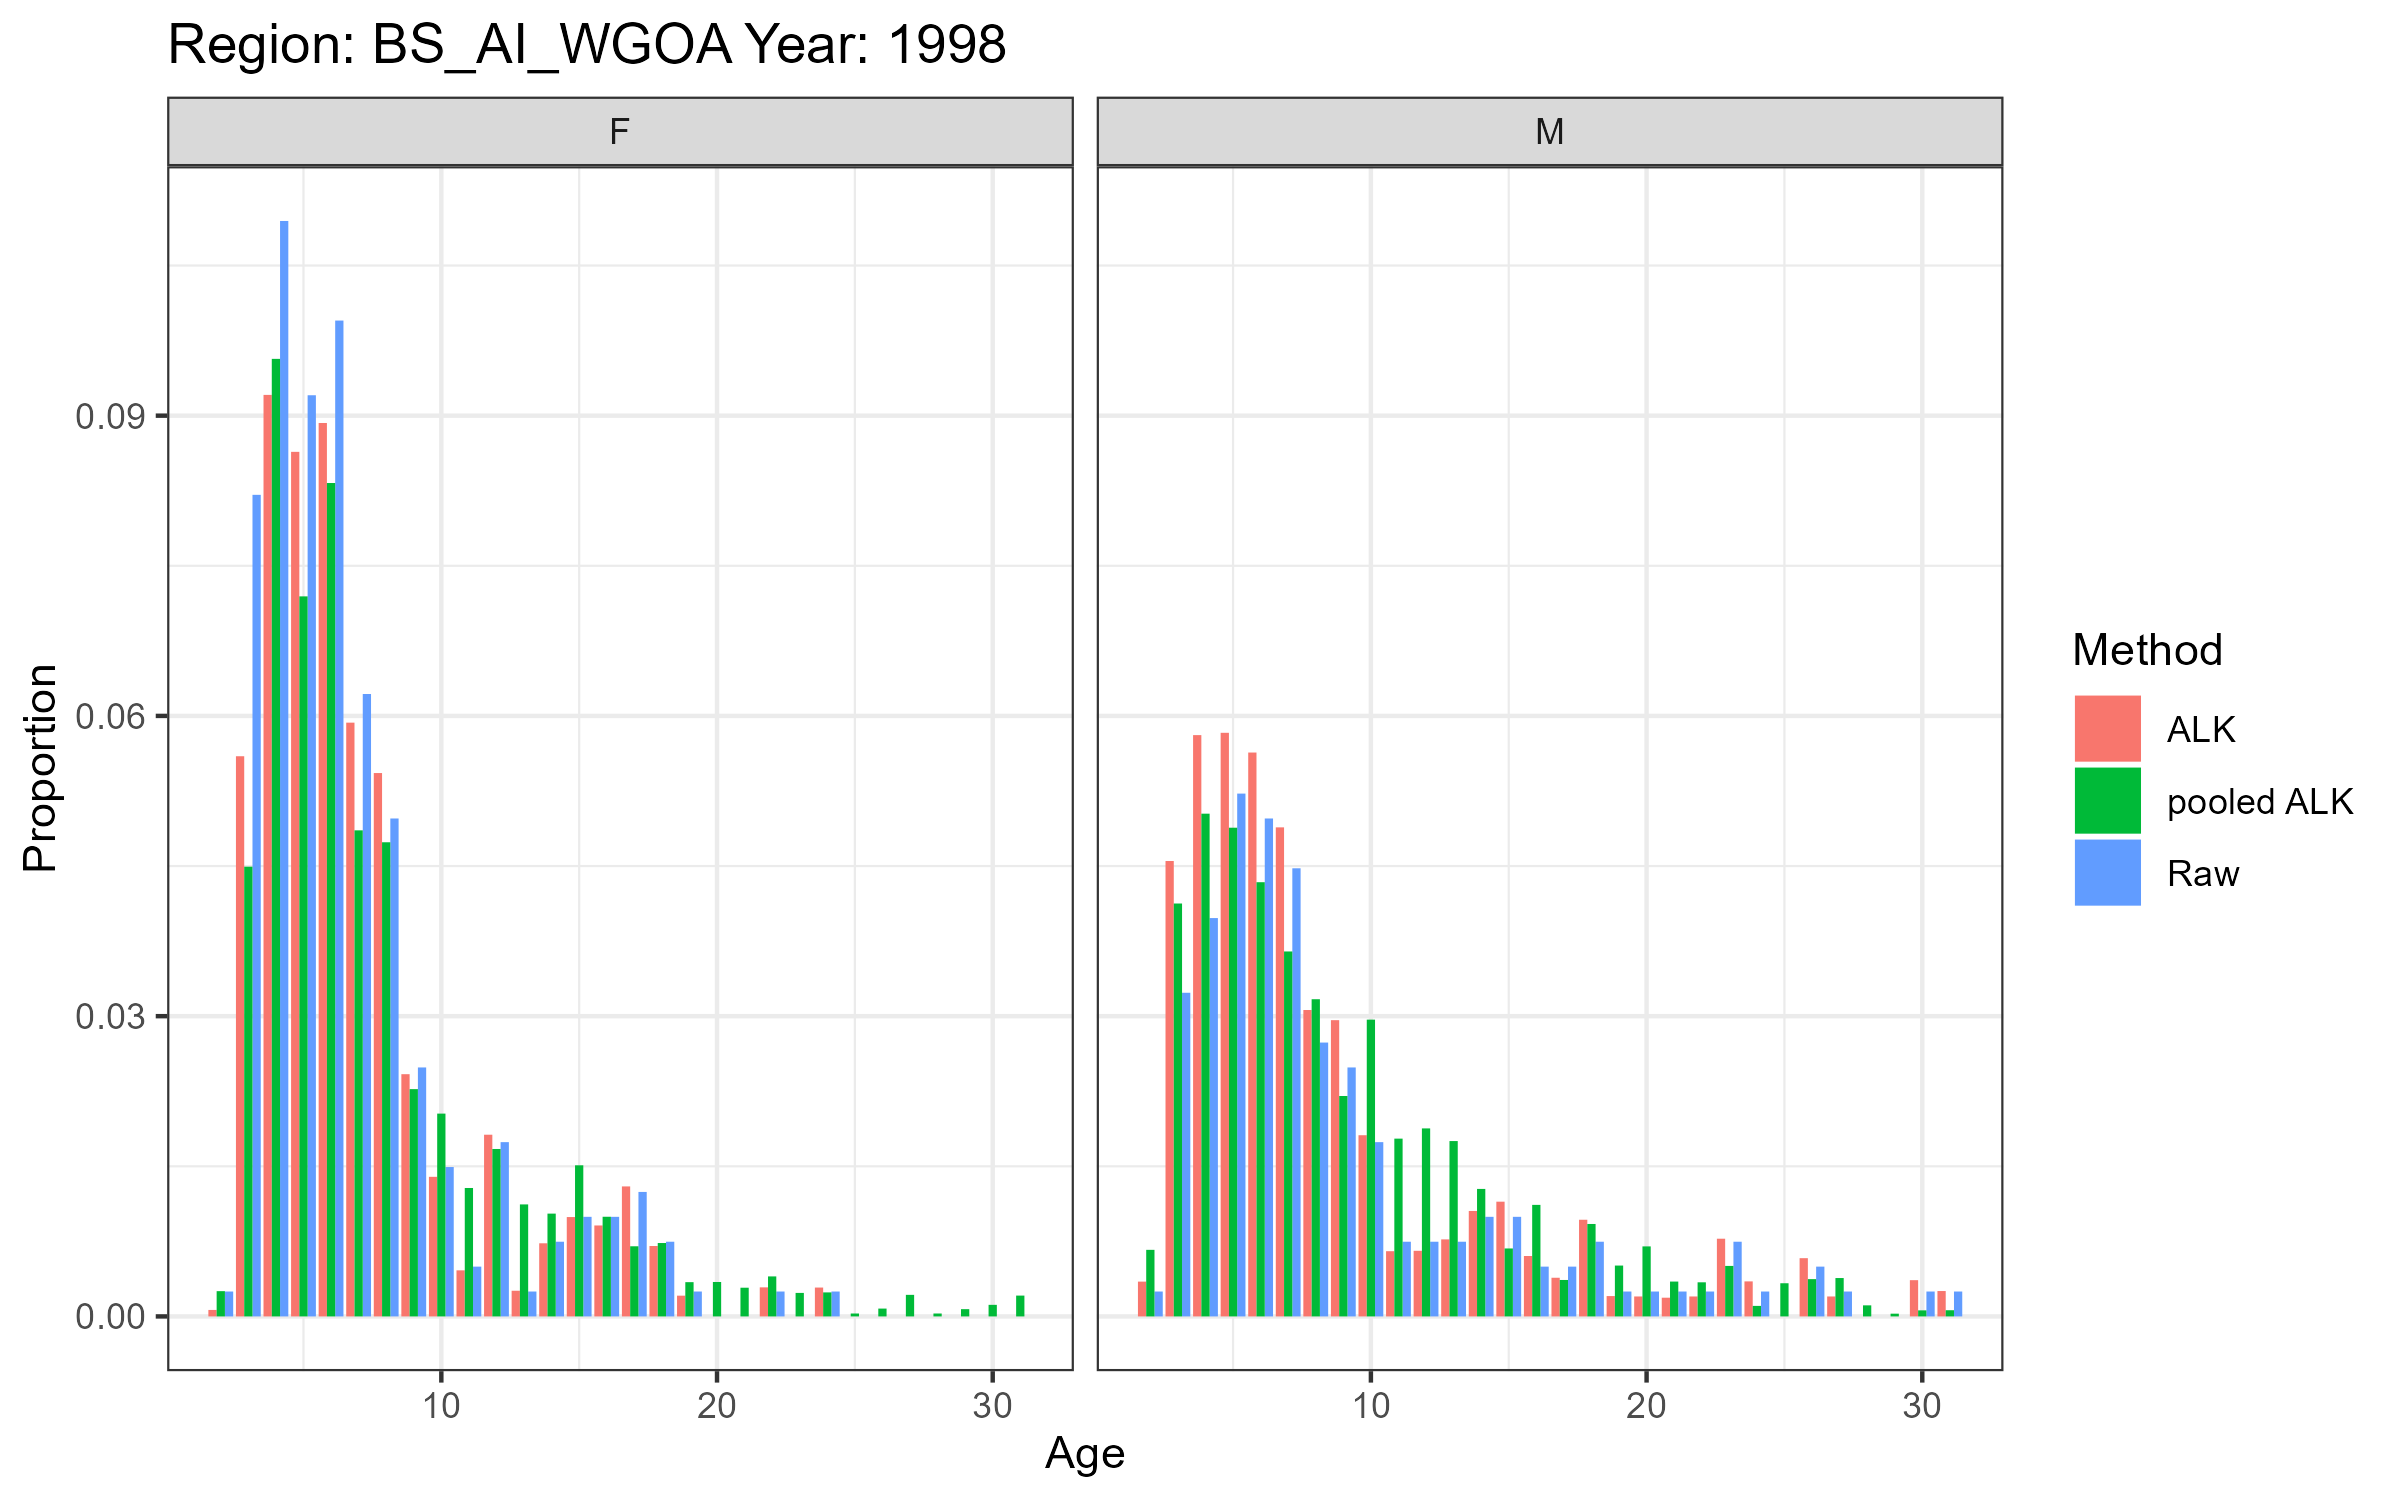 Region: BS_AI_WGOA Year: 1998
F
M
Proportion
0.09
0.06
0.03
0.00
10
20
30
10
20
30
Age
Method
ALK
pooled ALK
Raw